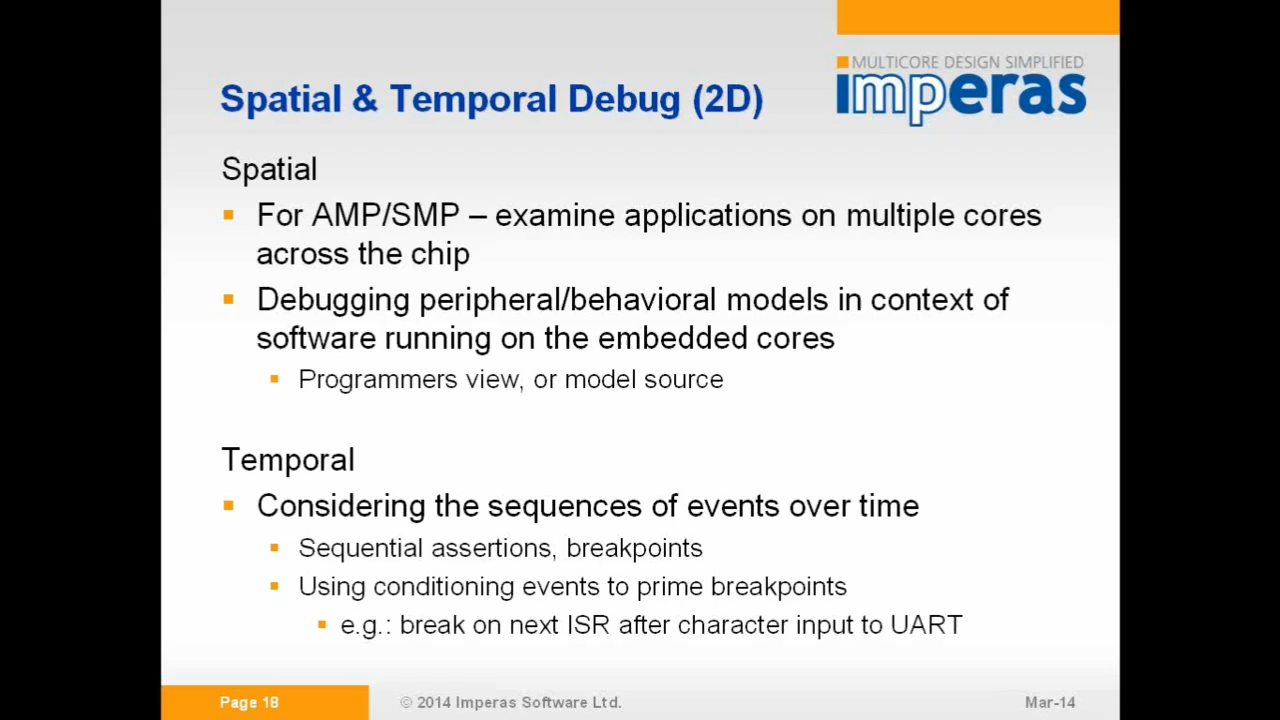 MULTICORE DESIGN SIMPLIFIED
imperas
Spatial & Temporal Debug (2D)
Spatial
For AMP/SMP – examine applications on multiple cores
across the chip
Debugging peripheral/behavioral models in context of
software running on the embedded cores
Programmers view, or model source
Temporal
Considering the sequences of events over time
Sequential assertions, breakpoints
Using conditioning events to prime breakpoints
e.g.: break on next ISR after character input to UART
Page 18
© 2014 Imperas Software Ltd.
Mar-14